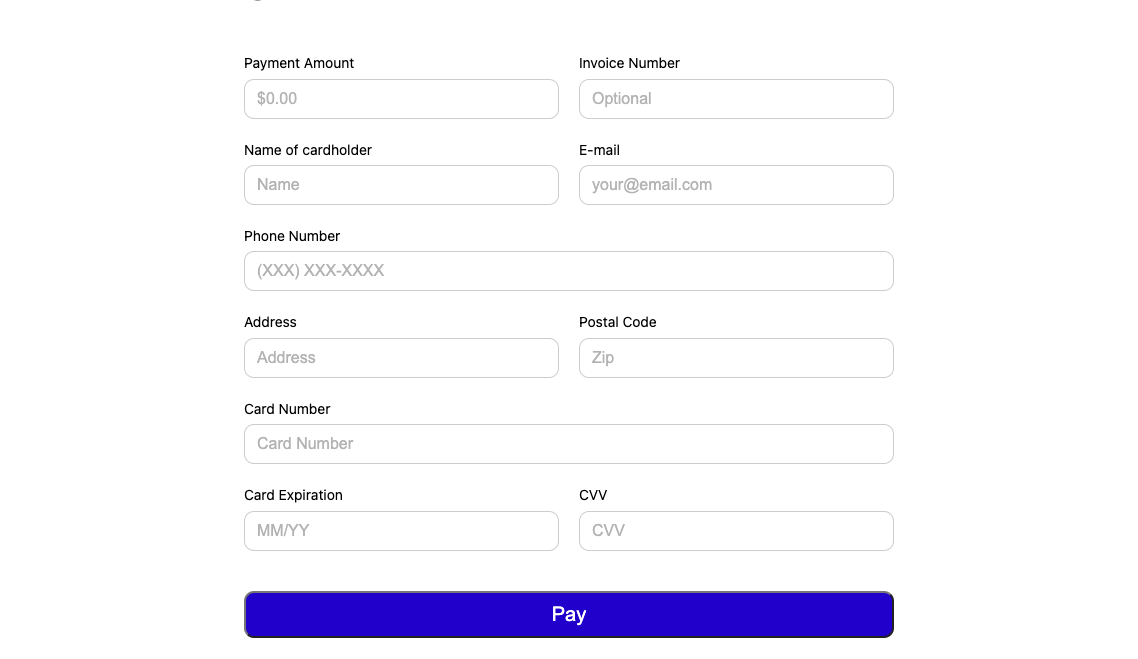 Payment Amount
Invoice Number
$0.00
Optional
Name of cardholder
E-mail
Name
your@email.com
Phone Number
(XXX) XXX-XXXX
Address
Postal Code
Address
Zip
Card Number
Card Number
Card Expiration
CVV
MM/YY
CVV
Pay